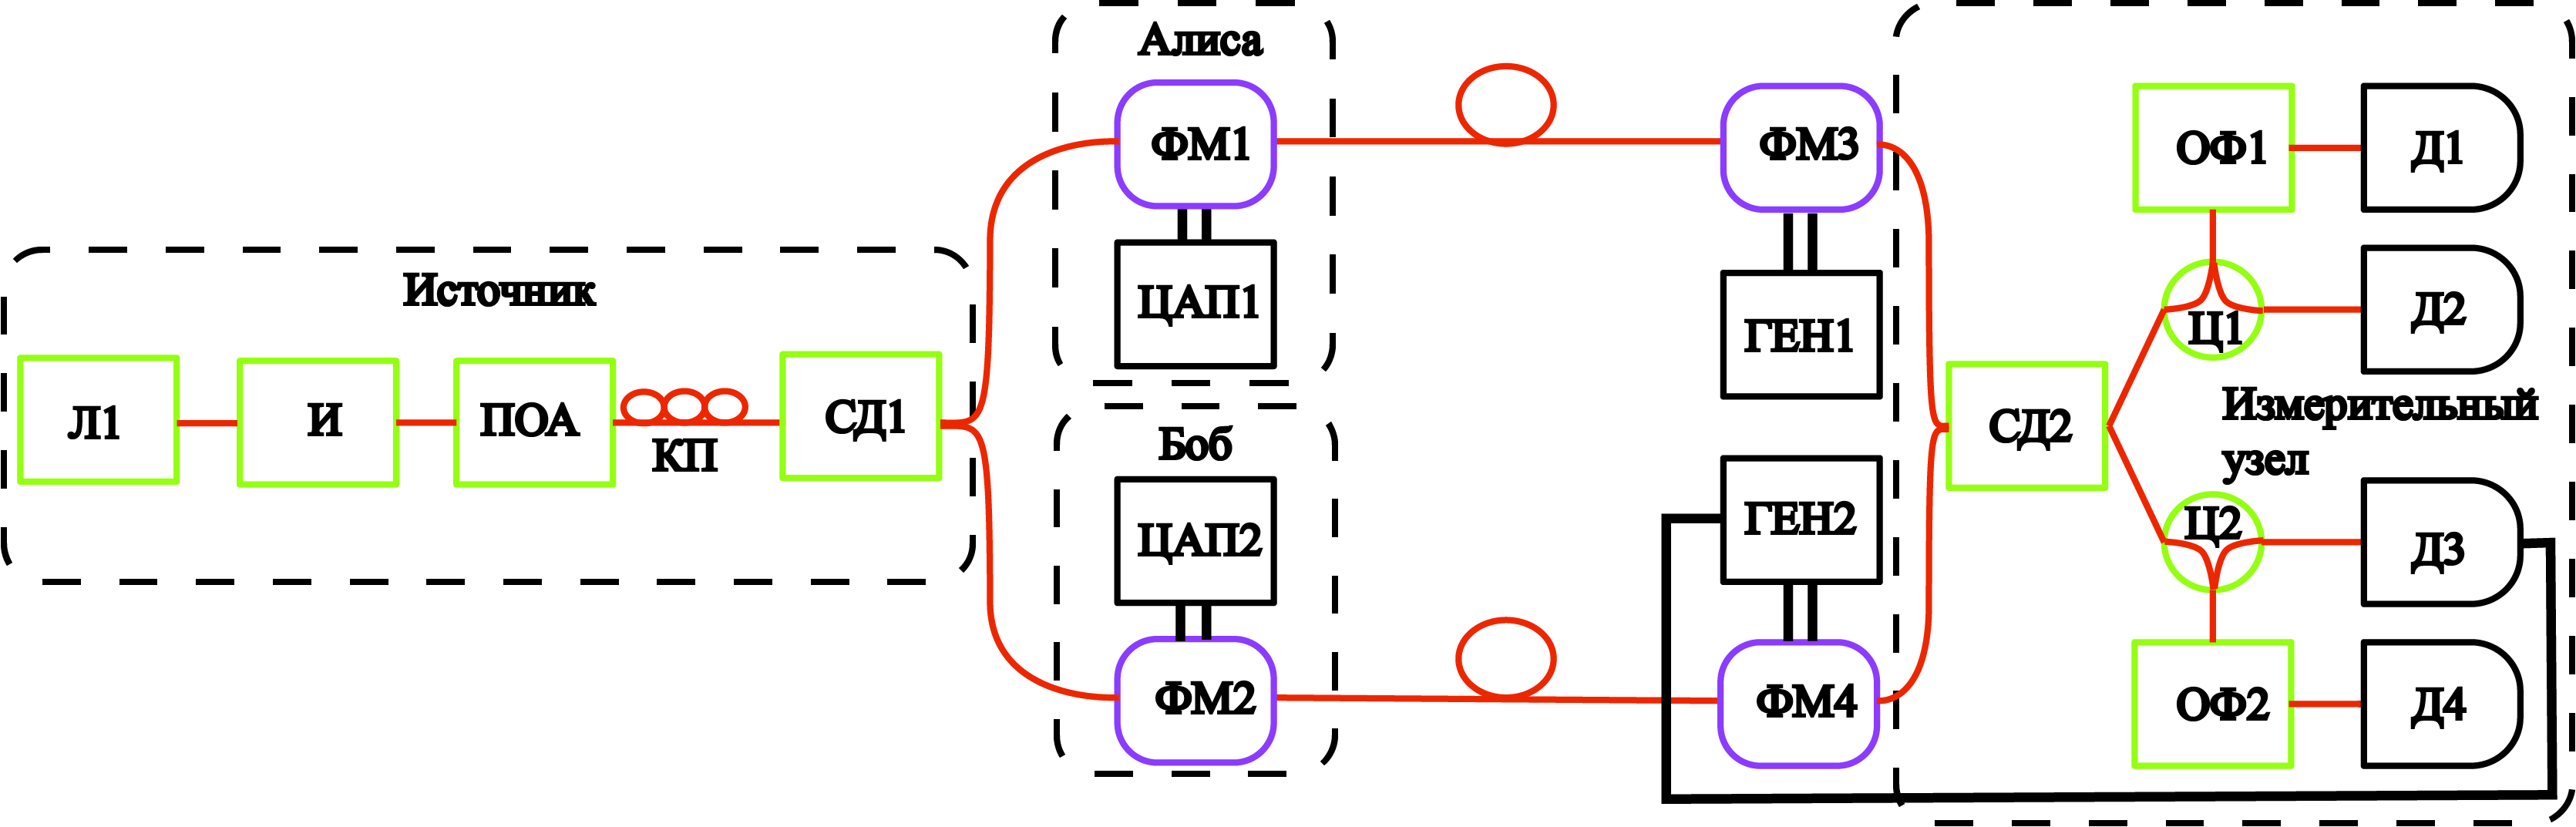 Источник
Л1
И
ПОА
КП
СД1
Алиса
ФМ1
ЦАП1
Боб
ЦАП2
ФМ2
ФМ3
ГЕН1
ГЕН2
ФМ4
СД2
ОФ1
Д1
Ц1
Д2
Измерительный
узел
Ц2
Д3
ОФ2
Д4